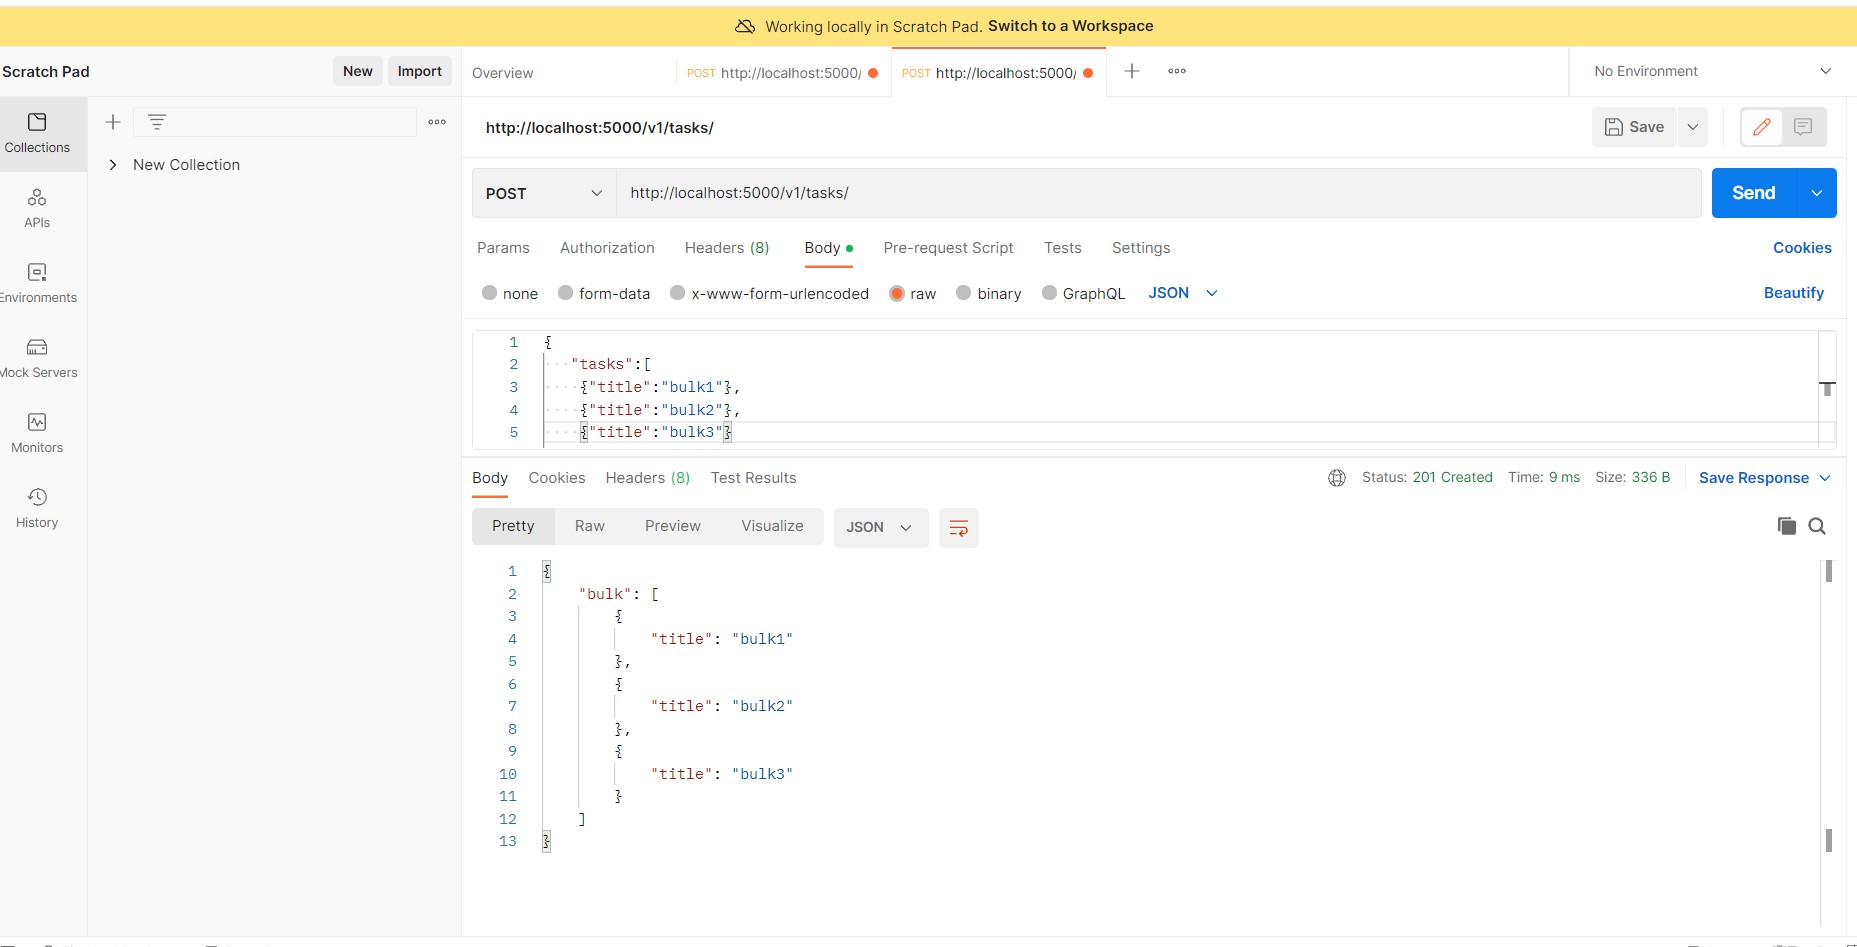 Working locally in Scratch Pad. Switch to a Workspace
Scratch Pad
New
Import
Overview
POST http://localhost:5000/
POST http://localhost:5000/
No Environment
Collections
New Collection
APIs
Environments
Mock Servers
Monitors
History
http://localhost:5000/v1/tasks/
Save
POST
http://localhost:5000/v1/tasks/
Send
Params
Authorization
Headers (8)
Body
Pre-request Script
Tests
Settings
Cookies
none
form-data
x-www-form-urlencoded
raw
binary
GraphQL
JSON
Beautify
1 {
2 "tasks":[
3 {"title":"bulk1"},
4 {"title":"bulk2"},
5 {"title":"bulk3"}
Body
Cookies
Headers (8)
Test Results
Status: 201 Created
Time: 9 ms
Size: 336 B
Save Response
Pretty
Raw
Preview
Visualize
JSON
1 {
2 "bulk": [
3 {
4 "title": "bulk1"
5 },
6 {
7 "title": "bulk2"
8 },
9 {
10 "title": "bulk3"
11 }
12 ]
13 }